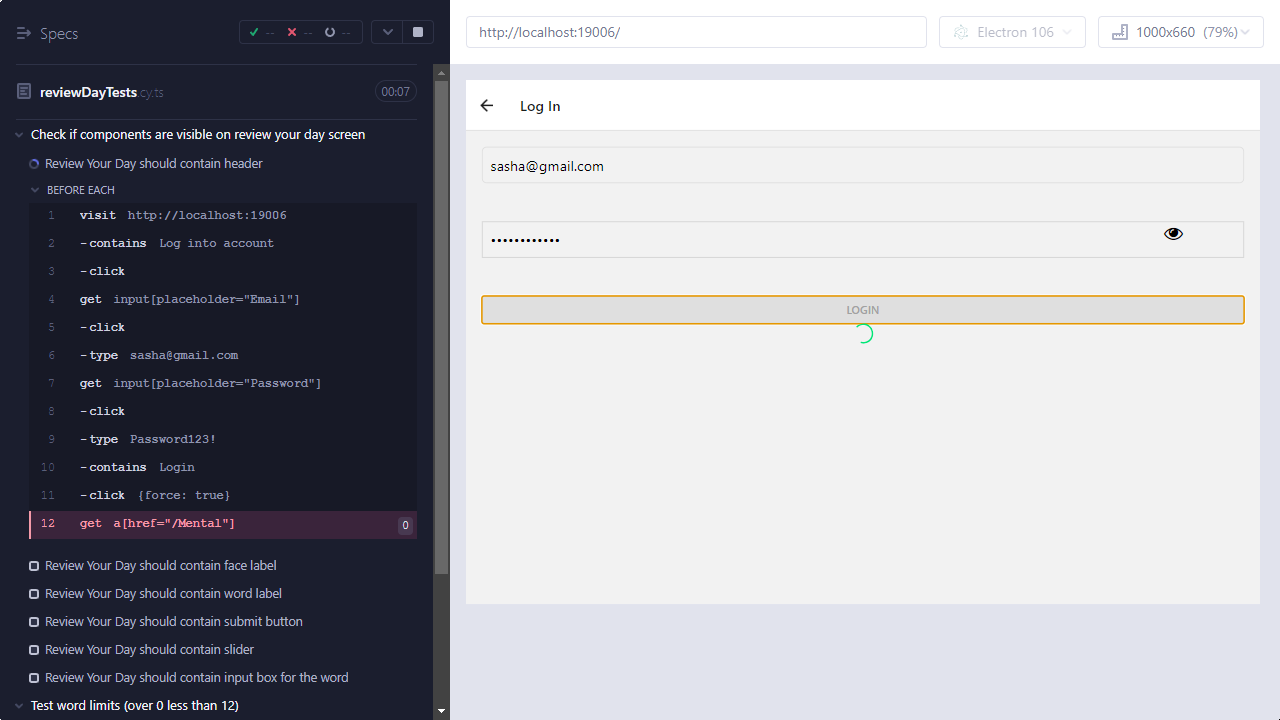 Specs
-- -- --
reviewDayTests.cy.ts 00:07
Check if components are visible on review your day screen
Review Your Day should contain header
BEFORE EACH
1 visit http://localhost:19006
2 -contains Log into account
3 -click
4 get input[placeholder="Email"]
5 -click
6 -type sasha@gmail.com
7 get input[placeholder="Password"]
8 -click
9 -type Password123!
10 -contains Login
11 -click {force: true}
12 get a[href="/Mental"] 0
Review Your Day should contain face label
Review Your Day should contain word label
Review Your Day should contain submit button
Review Your Day should contain slider
Review Your Day should contain input box for the word
Test word limits (over 0 less than 12)
http://localhost:19006/ Electron 106 1000x660 (79%)
Log In
sasha@gmail.com
••••••••••••
LOGIN